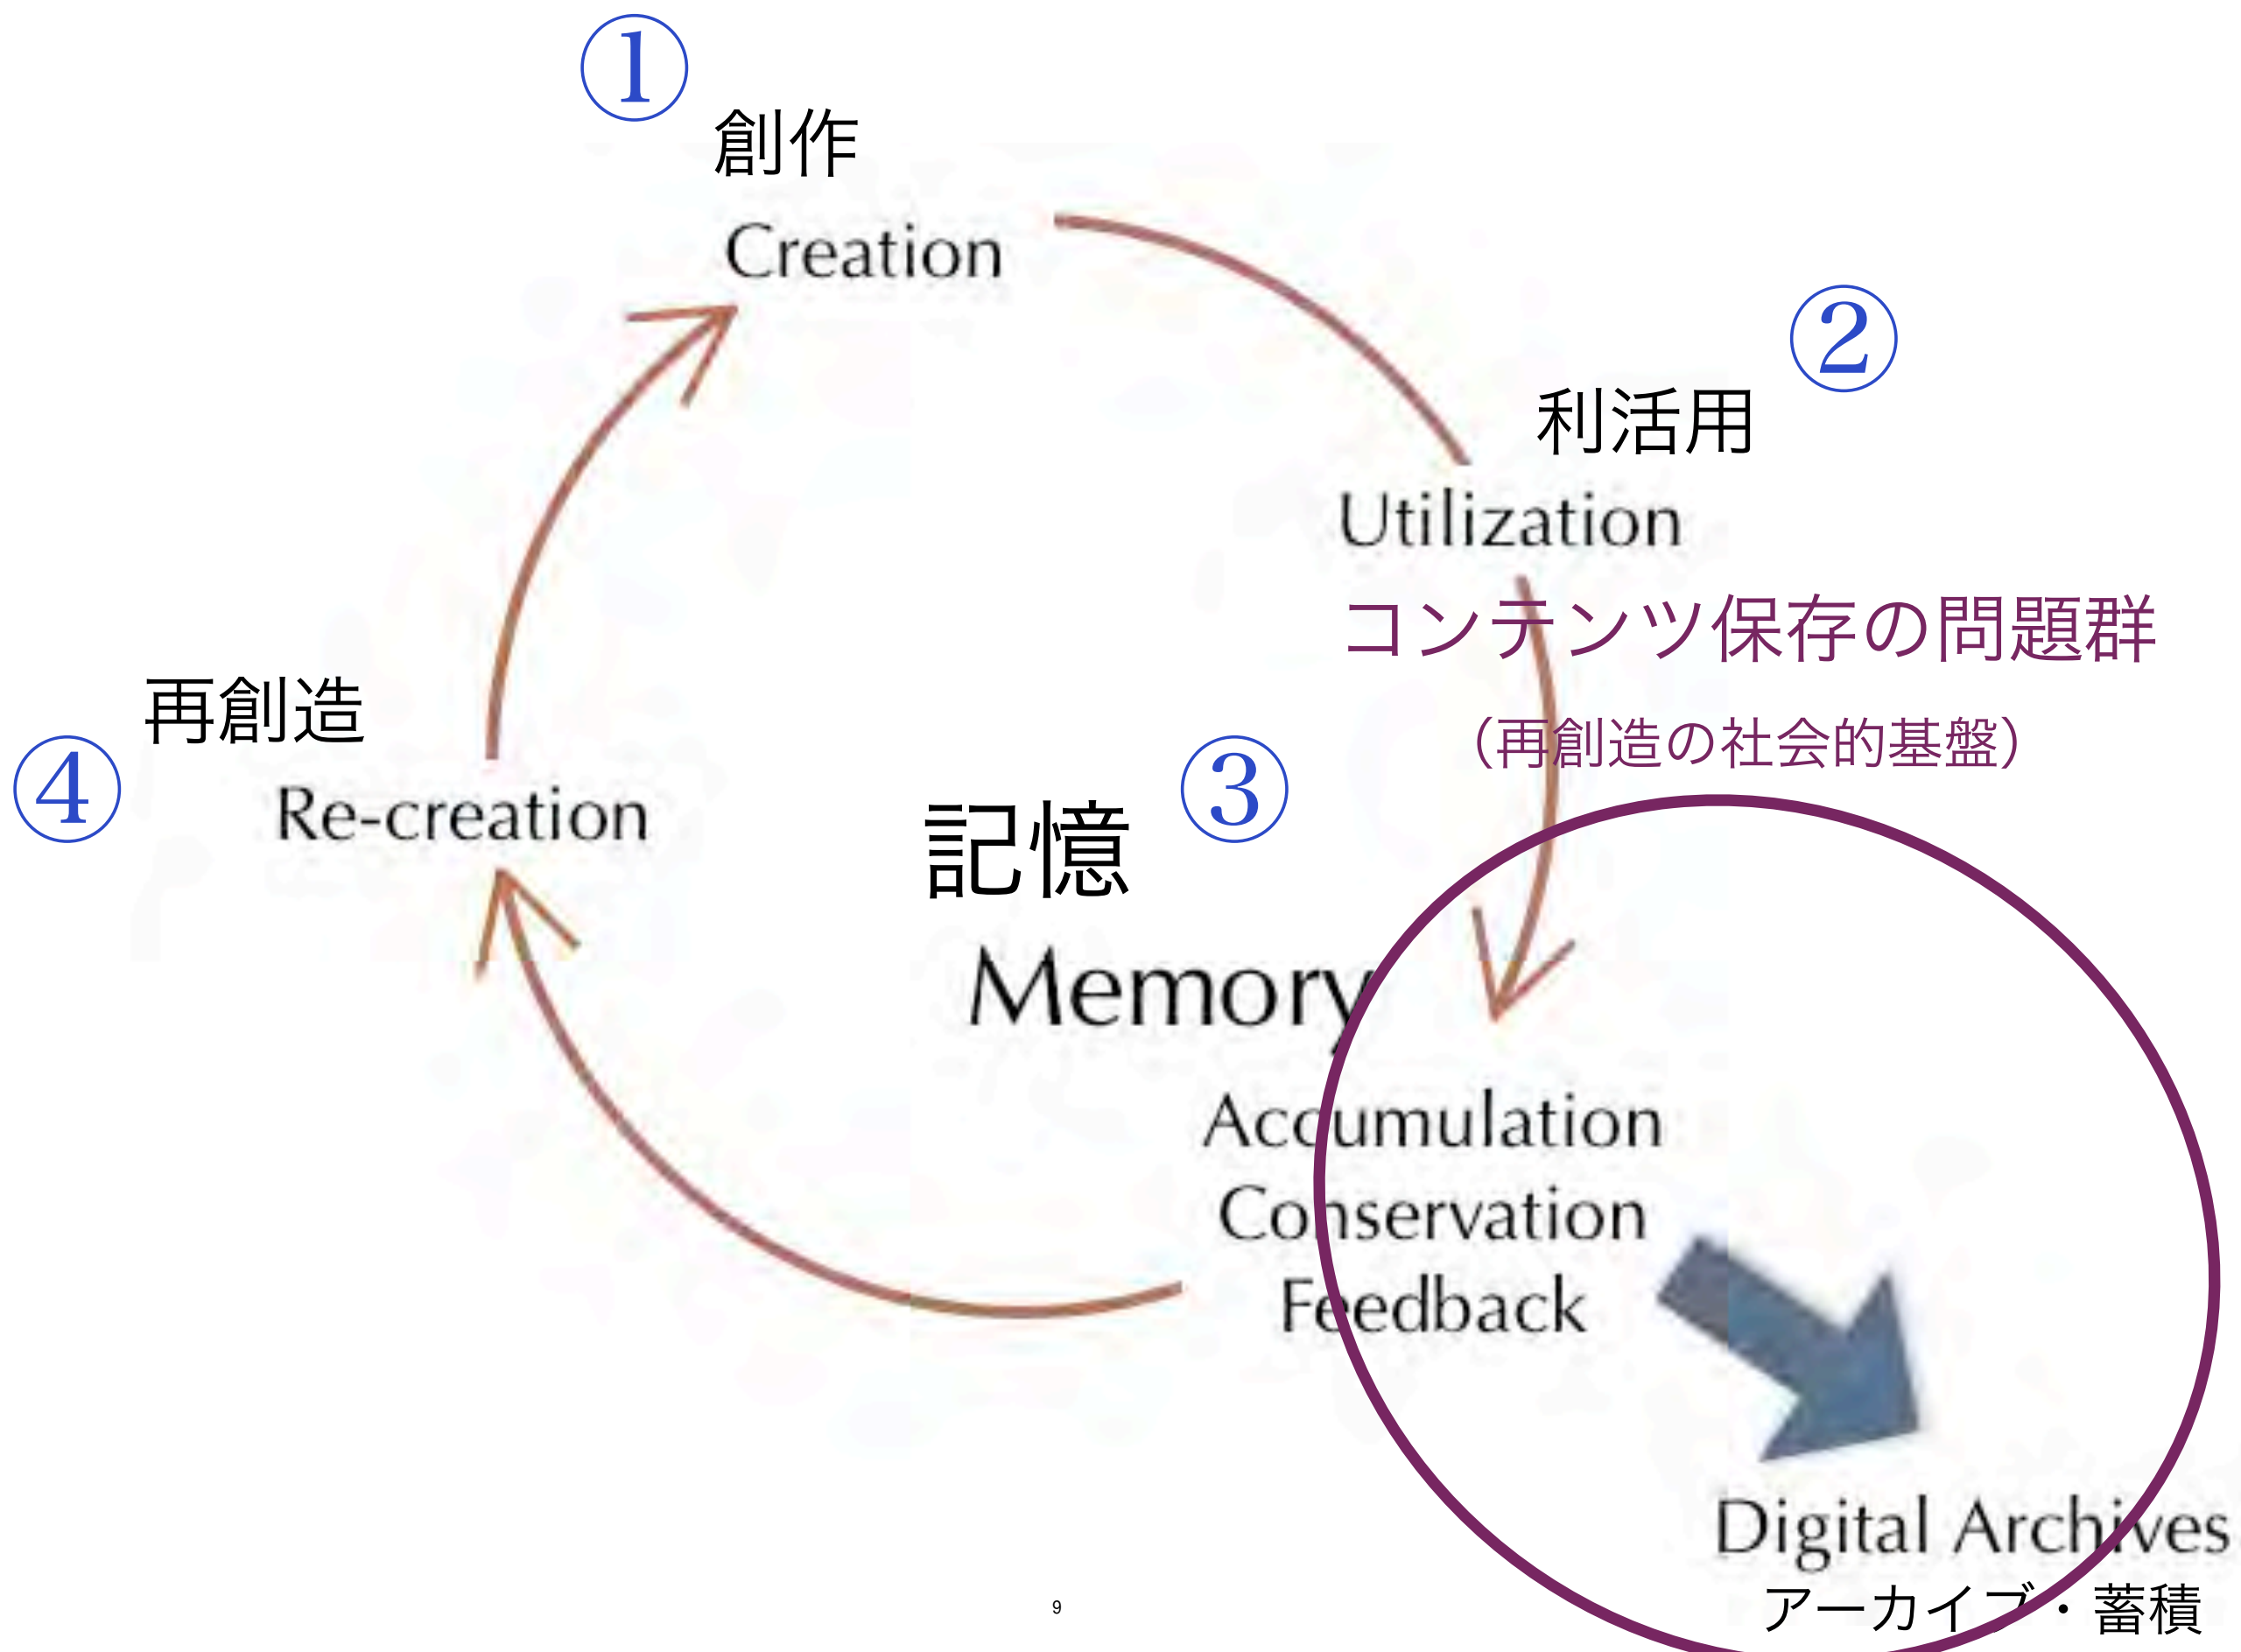 ①
創作
Creation
②
利活用
Utilization
コンテンツ保存の問題群
（再創造の社会的基盤）
再創造
④
Re-creation
③
記憶
Memory
Accumulation
Conservation
Feedback
Digital Archives
アーカイブ・蓄積
9